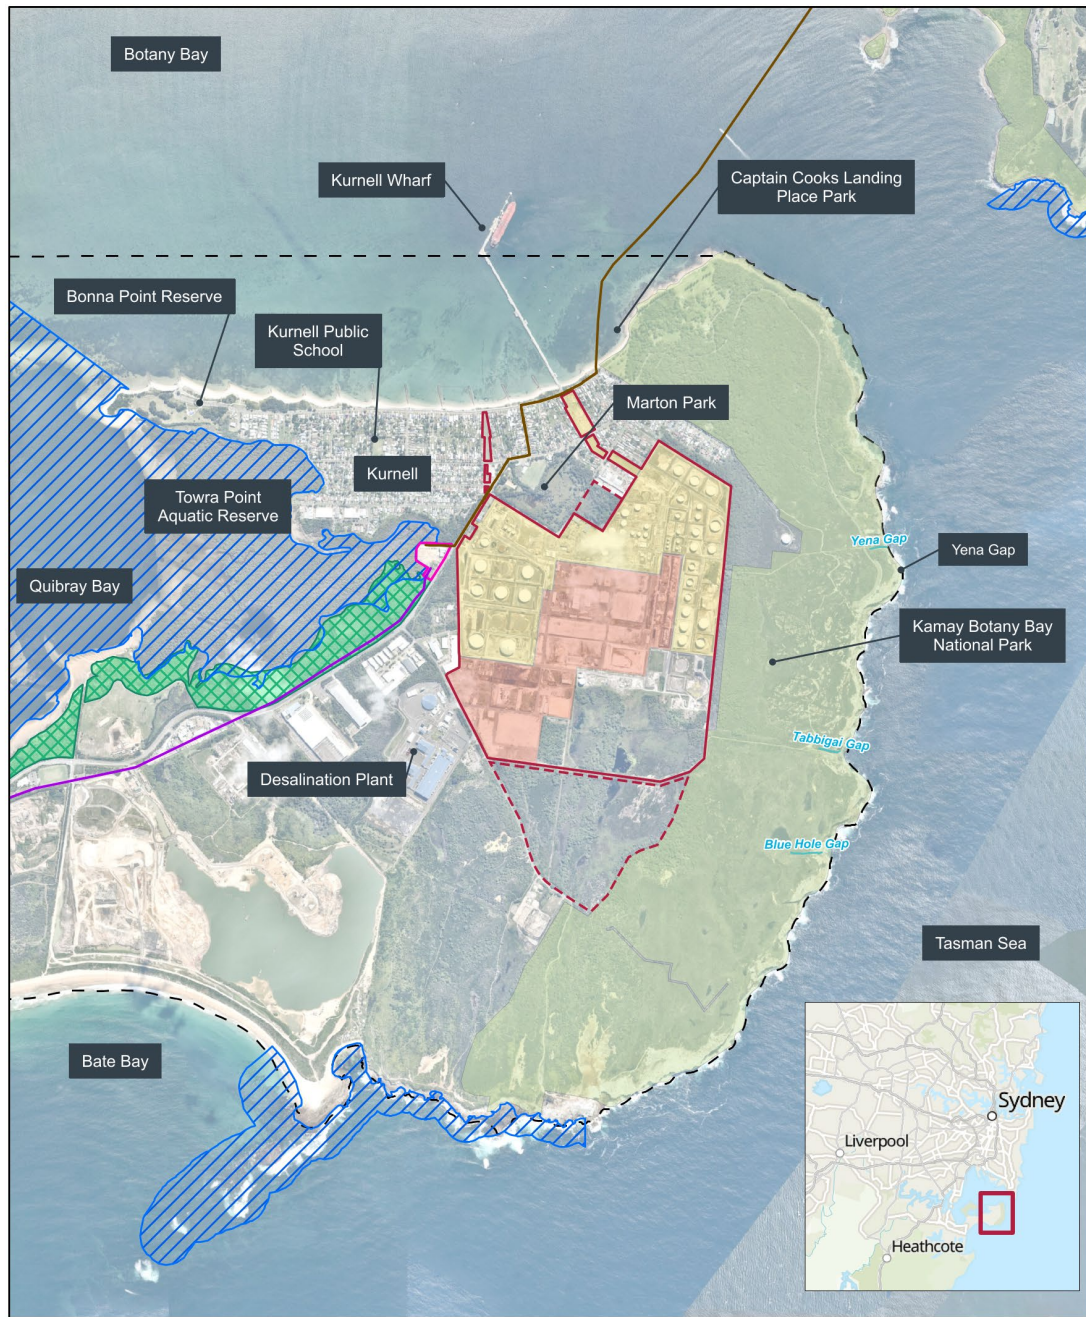 Botany Bay
Kurnell Wharf
Captain Cooks Landing
Place Park
Bonna Point Reserve
Kurnell Public
School
Marton Park
Kurnell
Towra Point
Aquatic Reserve
Yena Gap
Yena Gap
Quibray Bay
Kamay Botany Bay
National Park
Tabbigai Gap
Desalination Plant
Blue Hole Gap
Tasman Sea
Bate Bay
Sydney
Liverpool
Heathcote